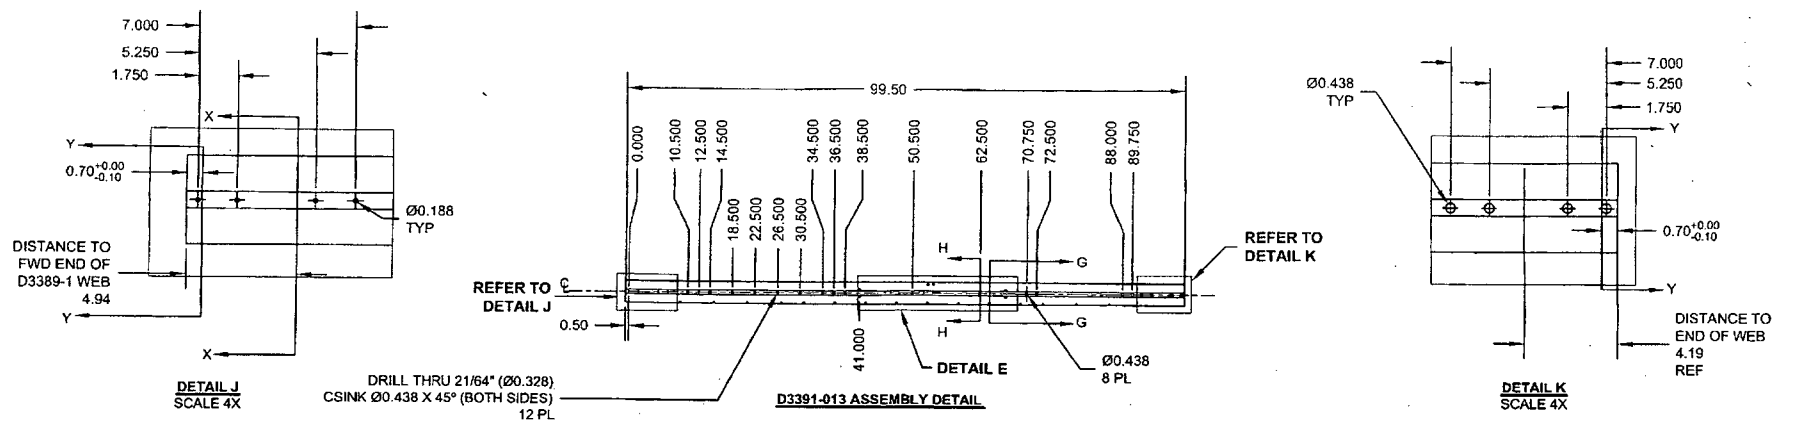 7.000
5.250
1.750
X
Y
0.70 +0.00 -0.10
Ø0.188
TYP
DISTANCE TO
FWD END OF
D3389-1 WEB
4.94
Y
X
DETAIL J
SCALE 4X
99.50
0.000
10.500
12.500
14.500
18.500
22.500
26.500
30.500
34.500
36.500
38.500
50.500
62.500
70.750
72.500
88.000
89.750
H
G
REFER TO
DETAIL K
REFER TO
DETAIL J
℄
0.50
41.000
H
G
DETAIL E
Ø0.438
8 PL
DRILL THRU 21/64" (Ø0.328)
CSINK Ø0.438 X 45° (BOTH SIDES)
12 PL
D3391-013 ASSEMBLY DETAIL
7.000
5.250
1.750
Ø0.438
TYP
Y
0.70 +0.00 -0.10
Y
DISTANCE TO
END OF WEB
4.19
REF
DETAIL K
SCALE 4X